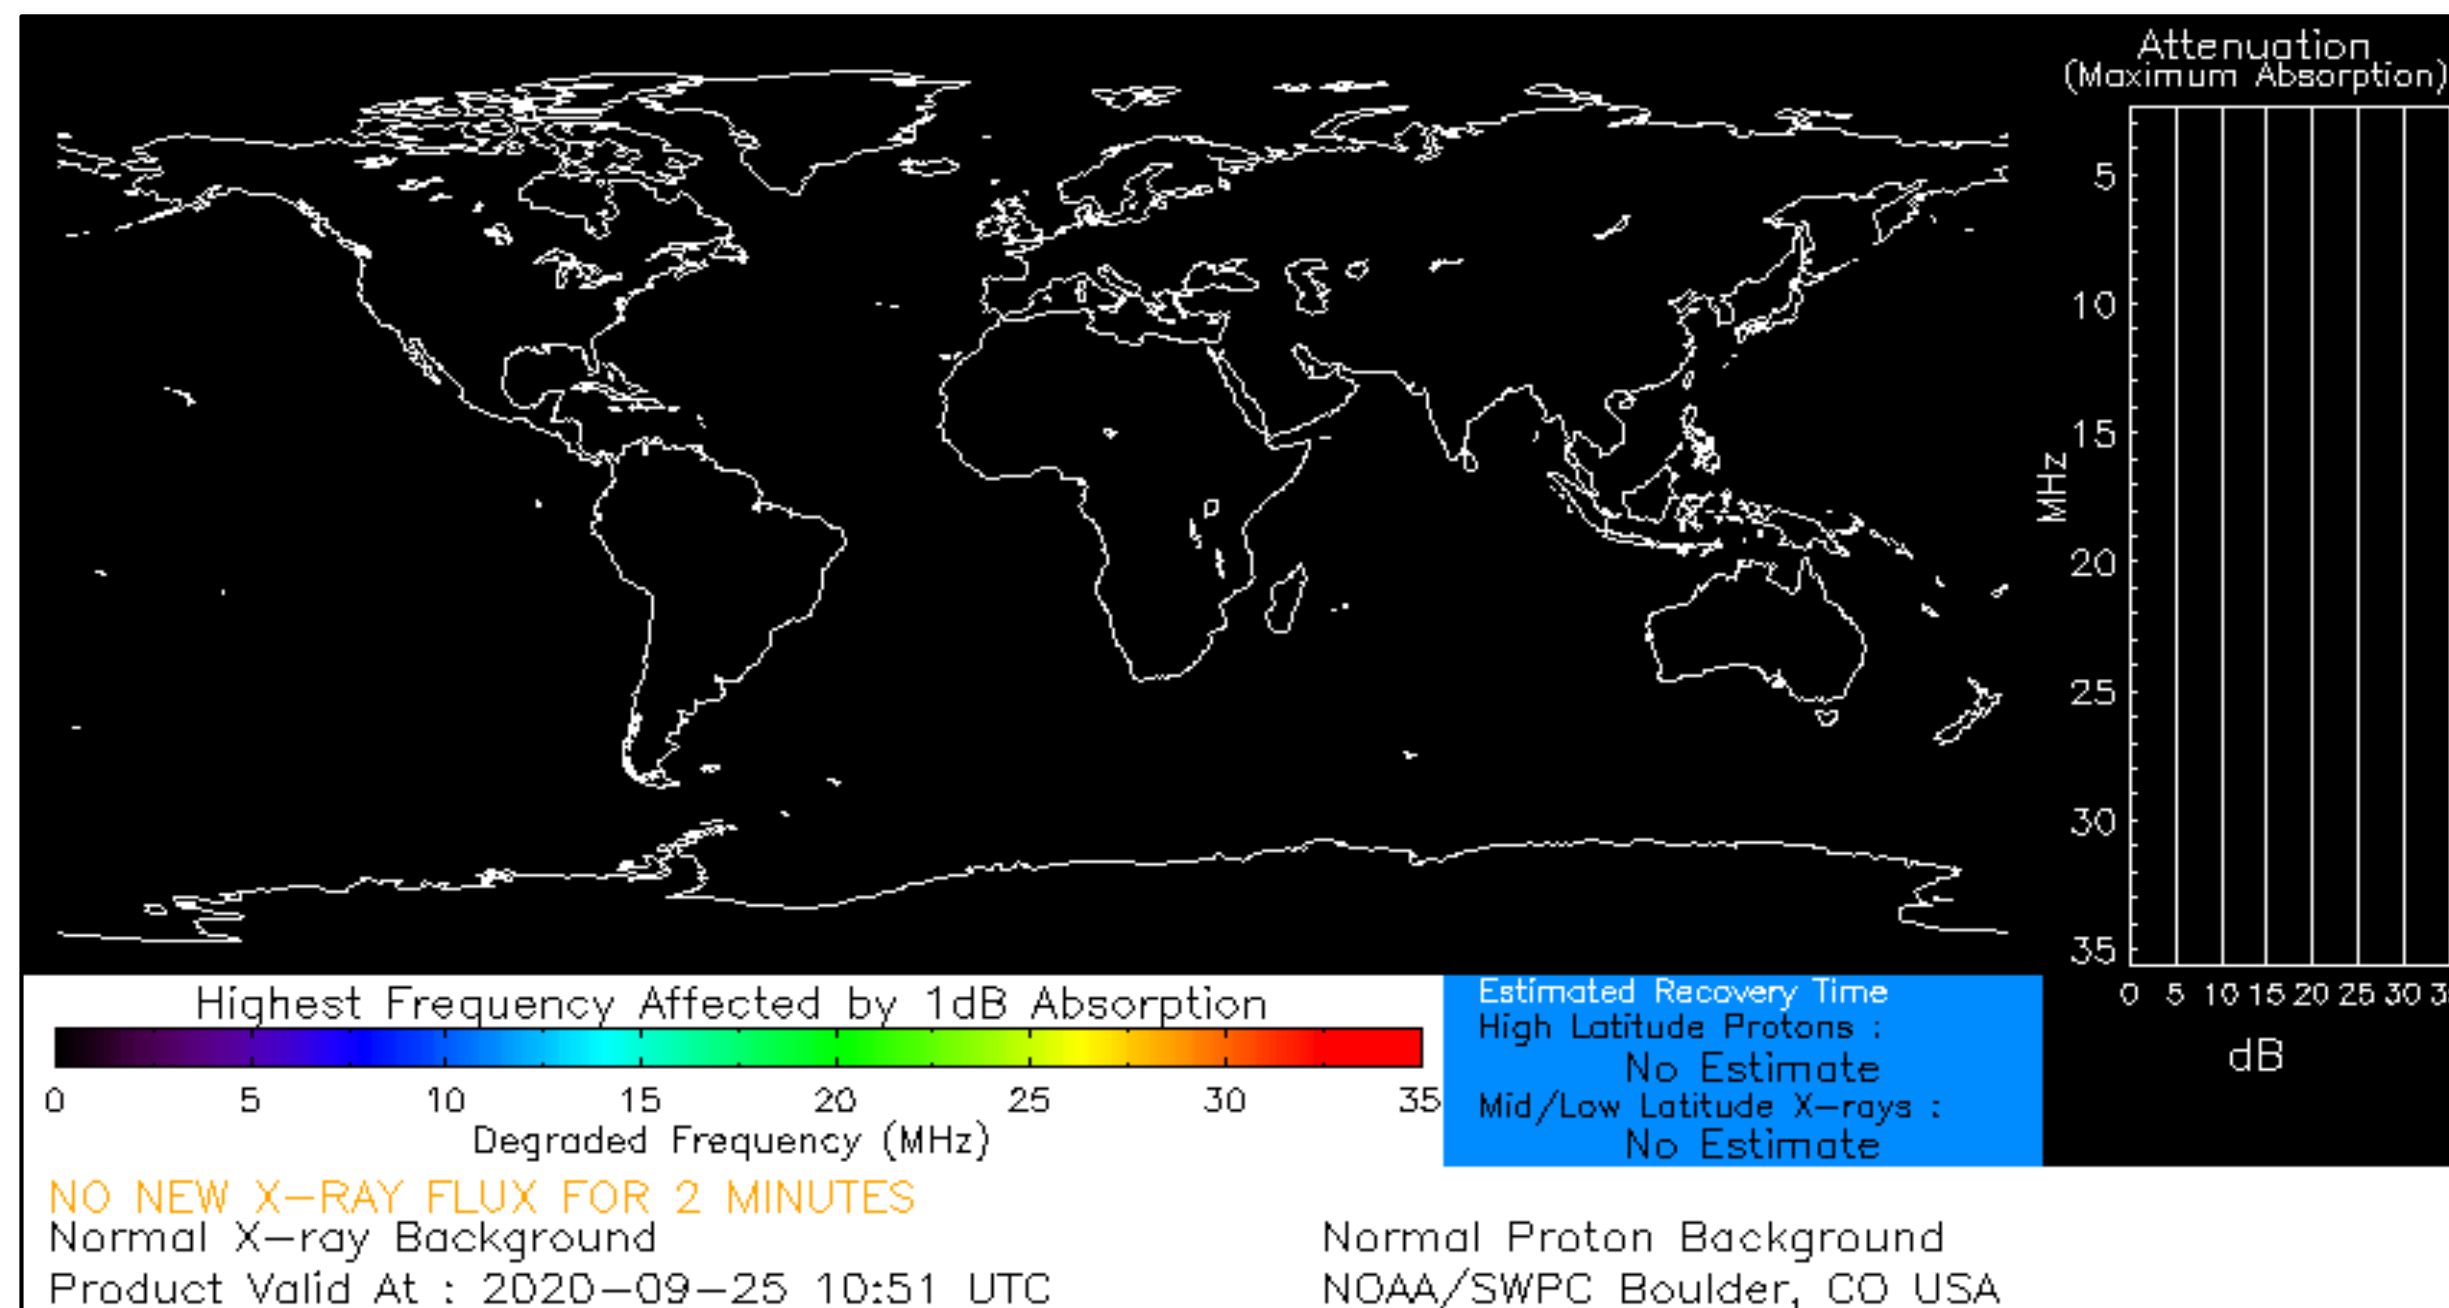 Attenuation
(Maximum Absorption)
5
10
15
20
25
30
35
MHz
0 5 10 15 20 25 30
dB
Highest Frequency Affected by 1dB Absorption
0 5 10 15 20 25 30 35
Degraded Frequency (MHz)
Estimated Recovery Time
High Latitude Protons :
No Estimate
Mid/Low Latitude X-rays :
No Estimate
NO NEW X-RAY FLUX FOR 2 MINUTES
Normal X-ray Background
Normal Proton Background
Product Valid At : 2020-09-25 10:51 UTC
NOAA/SWPC Boulder, CO USA